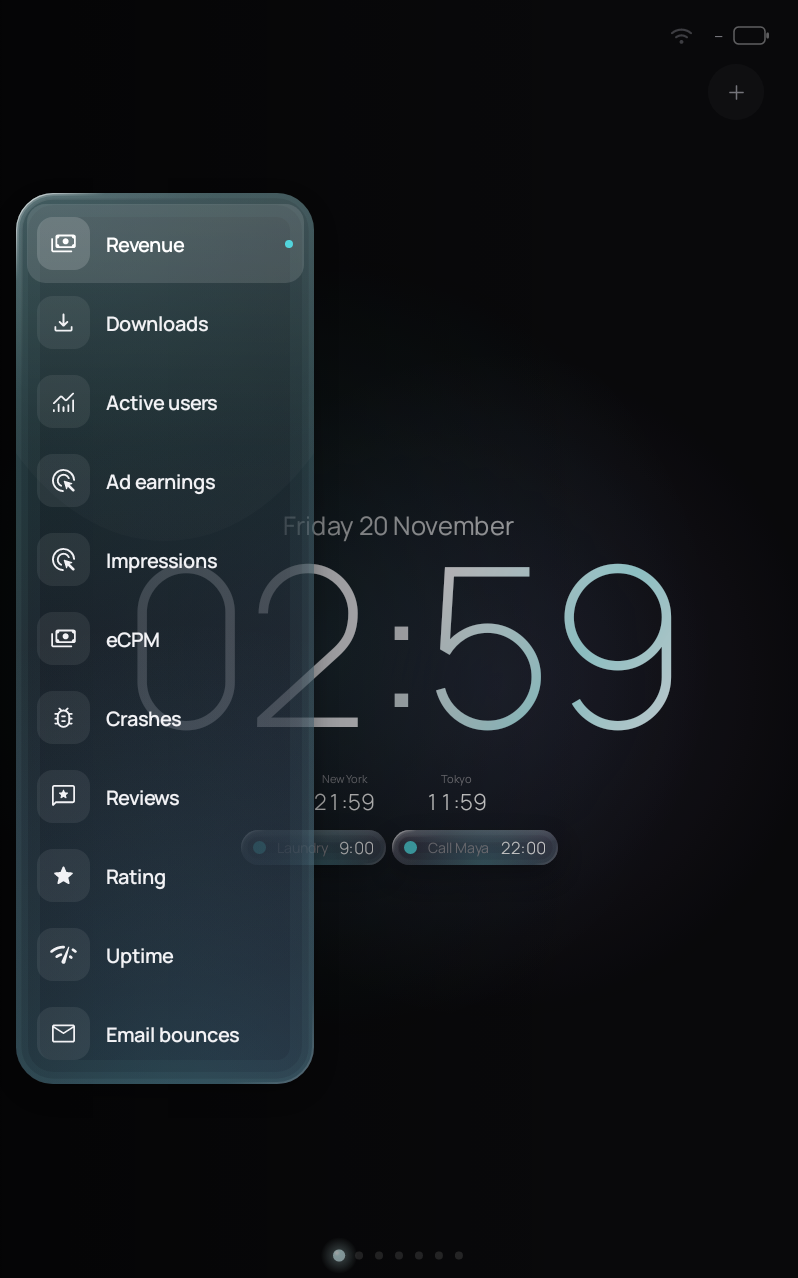 –
+
Revenue
Downloads
Active users
Ad earnings
Friday 20 November
Impressions
02:59
eCPM
Crashes
New York
Tokyo
21:59
11:59
Reviews
Laundry 9:00
Call Maya 22:00
Rating
Uptime
Email bounces